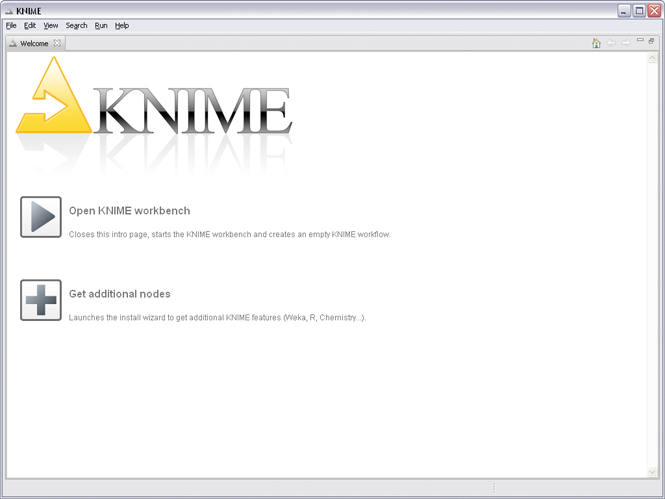 KNIME
File Edit View Search Run Help
Welcome
KNIME
Open KNIME workbench
Closes this intro page, starts the KNIME workbench and creates an empty KNIME workflow.
Get additional nodes
Launches the install wizard to get additional KNIME features (Weka, R, Chemistry...).